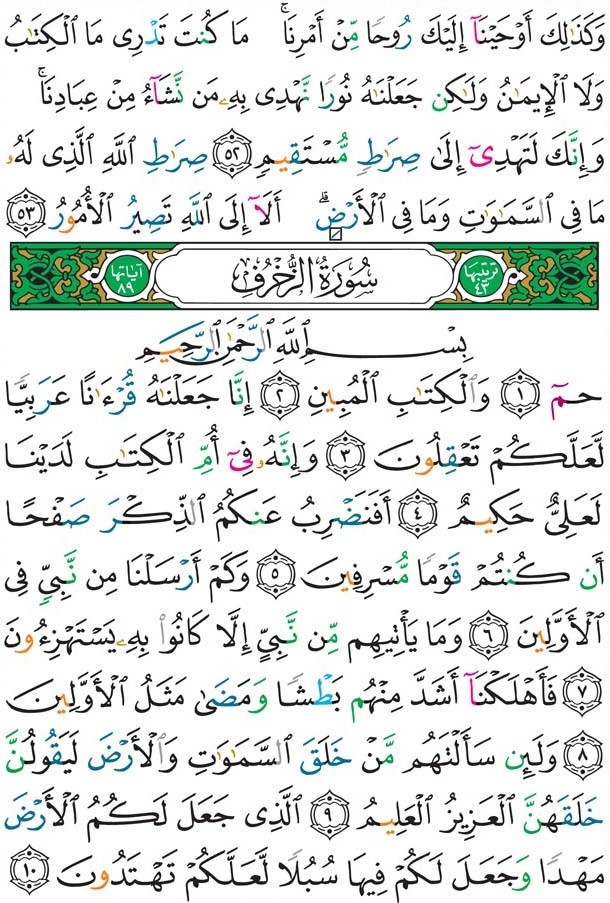 وَكَذَٰلِكَ أَوْحَيْنَآ إِلَيْكَ رُوحًا مِّنْ أَمْرِنَا ۚ مَا كُنتَ تَدْرِى مَا ٱلْكِتَٰبُ
وَلَا ٱلْإِيمَٰنُ وَلَٰكِن جَعَلْنَٰهُ نُورًا نَّهْدِى بِهِۦ مَن نَّشَآءُ مِنْ عِبَادِنَا ۚ
وَإِنَّكَ لَتَهْدِىٓ إِلَىٰ صِرَٰطٍ مُّسْتَقِيمٍ ٥٢ صِرَٰطِ ٱللَّهِ ٱلَّذِى لَهُۥ
مَا فِى ٱلسَّمَٰوَٰتِ وَمَا فِى ٱلْأَرْضِ ۗ أَلَآ إِلَى ٱللَّهِ تَصِيرُ ٱلْأُمُورُ ٥٣
ترتيبها ٤٣ سُورَةُ الزُّخْرُفِ آياتها ٨٩
بِسْمِ ٱللَّهِ ٱلرَّحْمَٰنِ ٱلرَّحِيمِ
حمٓ ١ وَٱلْكِتَٰبِ ٱلْمُبِينِ ٢ إِنَّا جَعَلْنَٰهُ قُرْءَٰنًا عَرَبِيًّا
لَّعَلَّكُمْ تَعْقِلُونَ ٣ وَإِنَّهُۥ فِىٓ أُمِّ ٱلْكِتَٰبِ لَدَيْنَا
لَعَلِىٌّ حَكِيمٌ ٤ أَفَنَضْرِبُ عَنكُمُ ٱلذِّكْرَ صَفْحًا
أَن كُنتُمْ قَوْمًا مُّسْرِفِينَ ٥ وَكَمْ أَرْسَلْنَا مِن نَّبِىٍّ فِى
ٱلْأَوَّلِينَ ٦ وَمَا يَأْتِيهِم مِّن نَّبِىٍّ إِلَّا كَانُوا۟ بِهِۦ يَسْتَهْزِءُونَ
٧ فَأَهْلَكْنَآ أَشَدَّ مِنْهُم بَطْشًا وَمَضَىٰ مَثَلُ ٱلْأَوَّلِينَ
٨ وَلَئِن سَأَلْتَهُم مَّنْ خَلَقَ ٱلسَّمَٰوَٰتِ وَٱلْأَرْضَ لَيَقُولُنَّ
خَلَقَهُنَّ ٱلْعَزِيزُ ٱلْعَلِيمُ ٩ ٱلَّذِى جَعَلَ لَكُمُ ٱلْأَرْضَ
مَهْدًا وَجَعَلَ لَكُمْ فِيهَا سُبُلًا لَّعَلَّكُمْ تَهْتَدُونَ ١٠